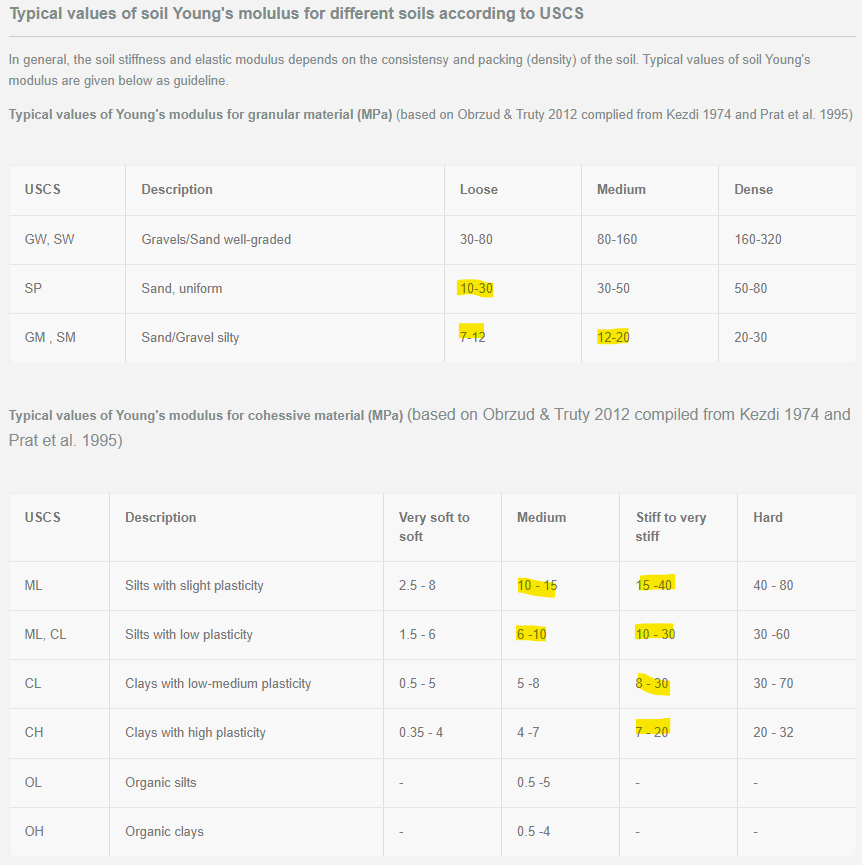 Typical values of soil Young's molulus for different soils according to USCS
In general, the soil stiffness and elastic modulus depends on the consistensy and packing (density) of the soil. Typical values of soil Young's
modulus are given below as guideline.
Typical values of Young's modulus for granular material (MPa) (based on Obrzud & Truty 2012 complied from Kezdi 1974 and Prat et al. 1995)
USCS Description Loose Medium Dense
GW, SW Gravels/Sand well-graded 30-80 80-160 160-320
SP Sand, uniform 10-30 30-50 50-80
GM , SM Sand/Gravel silty 7-12 12-20 20-30
Typical values of Young's modulus for cohessive material (MPa) (based on Obrzud & Truty 2012 compiled from Kezdi 1974 and
Prat et al. 1995)
USCS Description Very soft to soft Medium Stiff to very stiff Hard
ML Silts with slight plasticity 2.5 - 8 10 - 15 15 -40 40 - 80
ML, CL Silts with low plasticity 1.5 - 6 6 -10 10 - 30 30 -60
CL Clays with low-medium plasticity 0.5 - 5 5 -8 8 - 30 30 - 70
CH Clays with high plasticity 0.35 - 4 4 -7 7 - 20 20 - 32
OL Organic silts - 0.5 -5 - -
OH Organic clays - 0.5 -4 - -